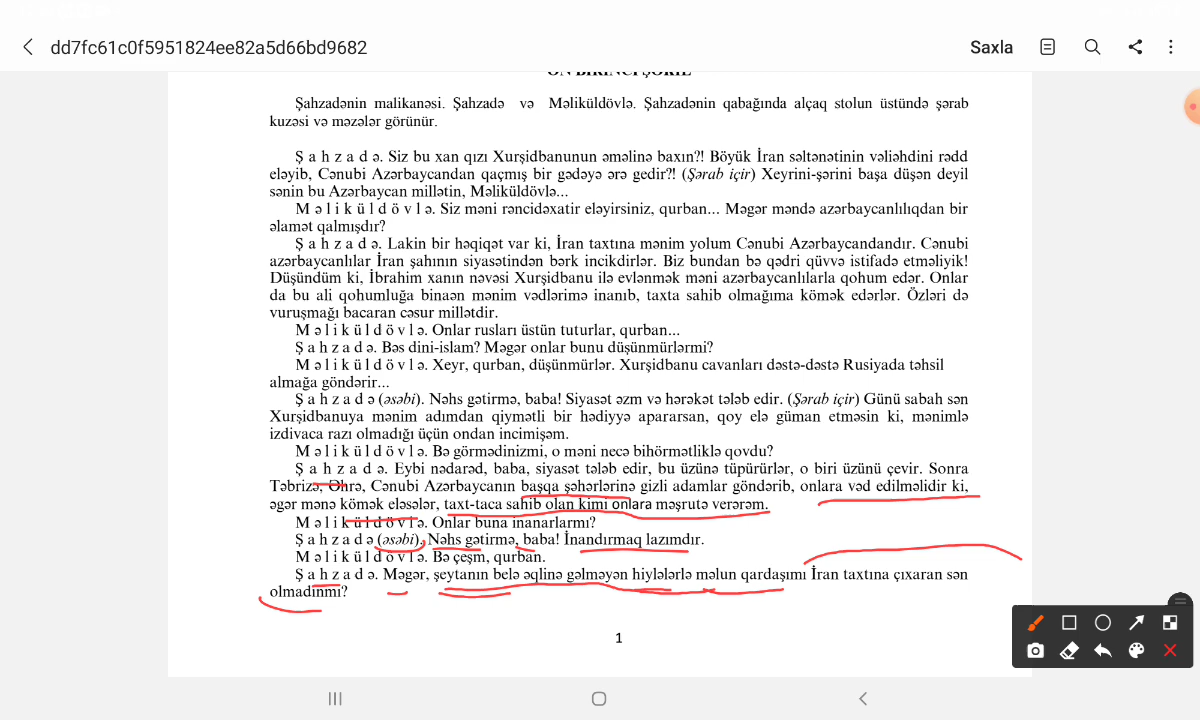 dd7fc61c0f5951824ee82a5d66bd9682
Saxla
ON BİRİNCİ ŞƏKİL
Şahzadənin malikanəsi. Şahzadə və Məliküldövlə. Şahzadənin qabağında alçaq stolun üstündə şərab
kuzəsi və məzələr görünür.
Ş a h z a d ə. Siz bu xan qızı Xurşidbanunun əməlinə baxın?! Böyük İran səltənətinin vəliəhdini rədd
eləyib, Cənubi Azərbaycandan qaçmış bir gədəyə ərə gedir?! (Şərab içir) Xeyrini-şərini başa düşən deyil
sənin bu Azərbaycan millətin, Məliküldövlə...
M ə l i k ü l d ö v l ə. Siz məni rəncidəxatir eləyirsiniz, qurban... Məgər məndə azərbaycanlılıqdan bir
əlamət qalmışdır?
Ş a h z a d ə. Lakin bir həqiqət var ki, İran taxtına mənim yolum Cənubi Azərbaycandandır. Cənubi
azərbaycanlılar İran şahının siyasətindən bərk incikdirlər. Biz bundan bə qədri qüvvə istifadə etməliyik!
Düşündüm ki, İbrahim xanın nəvəsi Xurşidbanu ilə evlənmək məni azərbaycanlılarla qohum edər. Onlar
da bu ali qohumluğa binaən mənim vədlərimə inanıb, taxta sahib olmağıma kömək edərlər. Özləri də
vuruşmağı bacaran cəsur millətdir.
M ə l i k ü l d ö v l ə. Onlar rusları üstün tuturlar, qurban...
Ş a h z a d ə. Bəs dini-islam? Məgər onlar bunu düşünmürlərmi?
M ə l i k ü l d ö v l ə. Xeyr, qurban, düşünmürlər. Xurşidbanu cavanları dəstə-dəstə Rusiyada təhsil
almağa göndərir...
Ş a h z a d ə (əsəbi). Nəhs gətirmə, baba! Siyasət əzm və hərəkət tələb edir. (Şərab içir) Günü sabah sən
Xurşidbanuya mənim adımdan qiymətli bir hədiyyə apararsan, qoy elə güman etməsin ki, mənimlə
izdivaca razı olmadığı üçün ondan incimişəm.
M ə l i k ü l d ö v l ə. Bə görmədinizmi, o məni necə bihörmətliklə qovdu?
Ş a h z a d ə. Eybi nədarəd, baba, siyasət tələb edir, bu üzünə tüpürürlər, o biri üzünü çevir. Sonra
Təbrizə, Əhrə, Cənubi Azərbaycanın başqa şəhərlərinə gizli adamlar göndərib, onlara vəd edilməlidir ki,
əgər mənə kömək eləsələr, taxt-taca sahib olan kimi onlara məşrutə verərəm.
M ə l i k ü l d ö v l ə. Onlar buna inanarlarmı?
Ş a h z a d ə (əsəbi). Nəhs gətirmə, baba! İnandırmaq lazımdır.
M ə l i k ü l d ö v l ə. Bə çeşm, qurban.
Ş a h z a d ə. Məgər, şeytanın belə əqlinə gəlməyən hiylələrlə məlun qardaşımı İran taxtına çıxaran sən
olmadınmı?
1